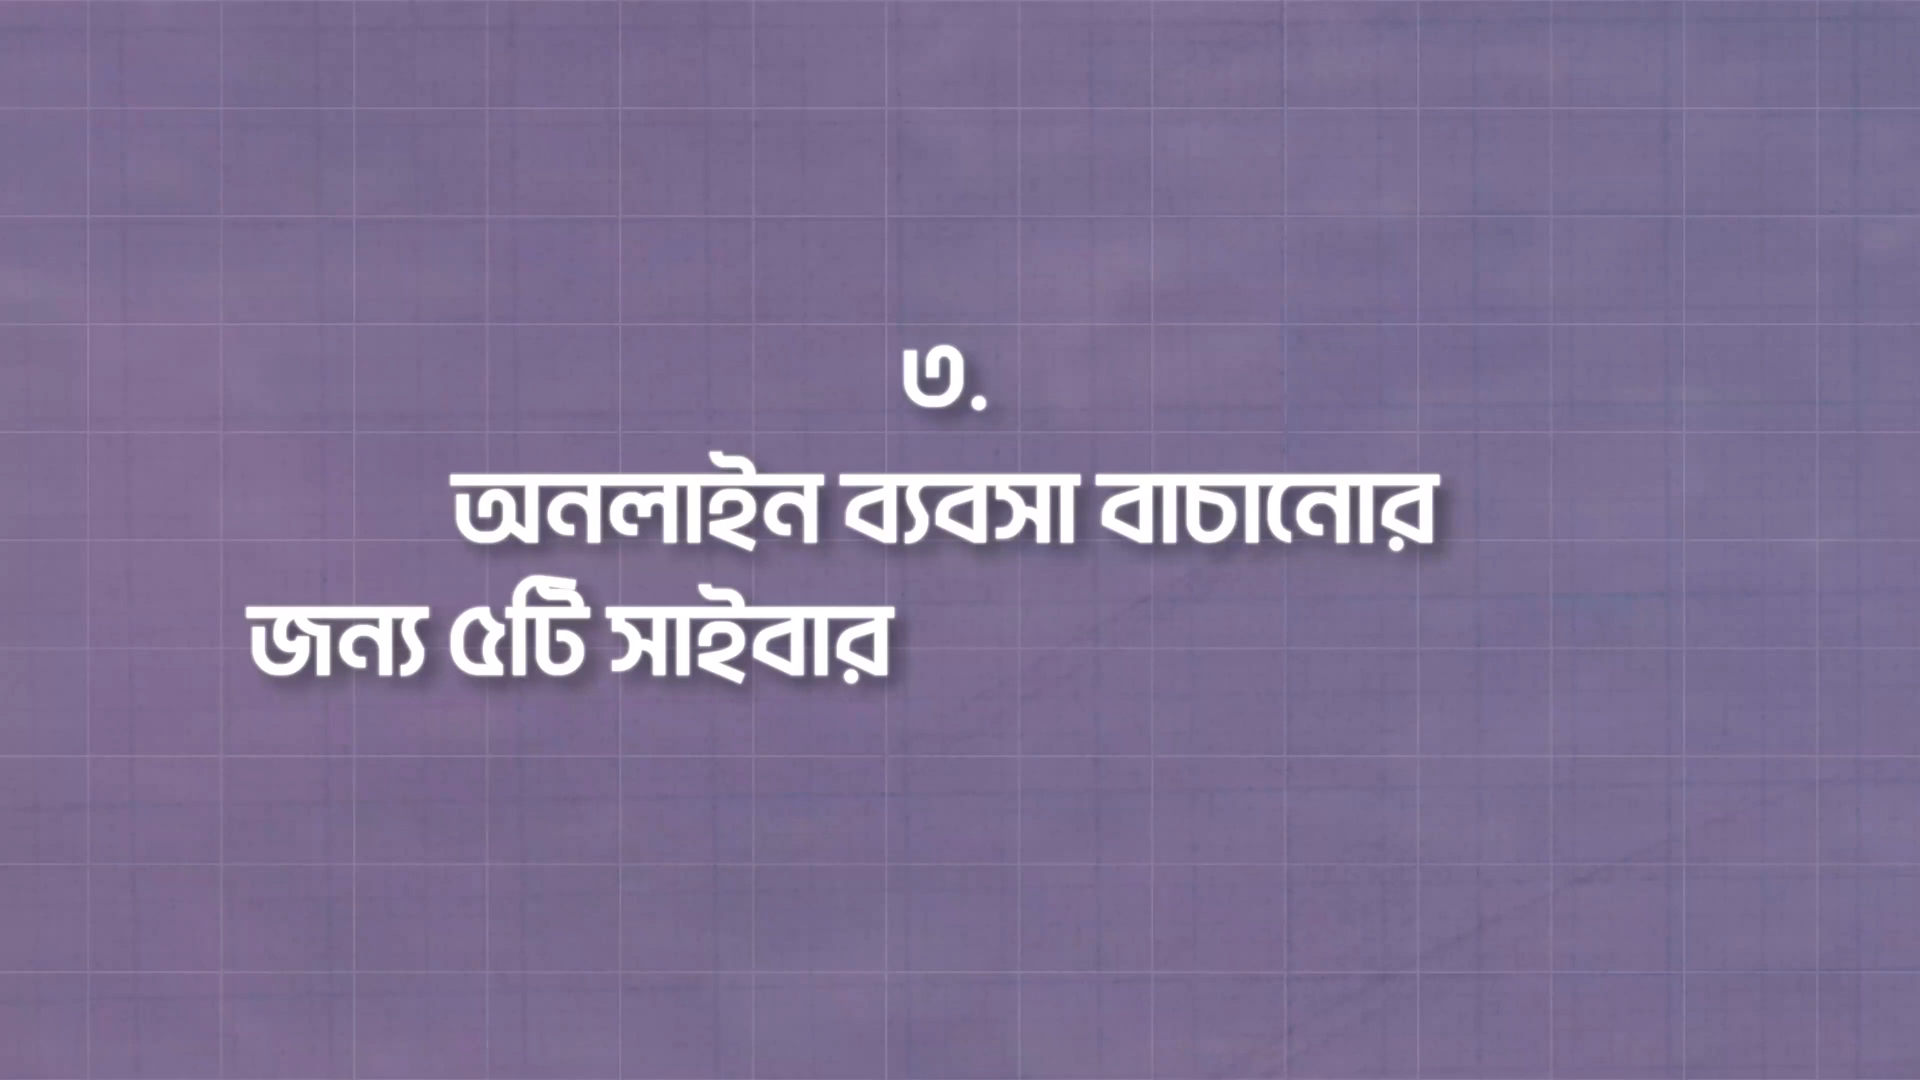 ৩.
অনলাইন ব্যবসা বাচানোর
জন্য ৫টি সাইবার